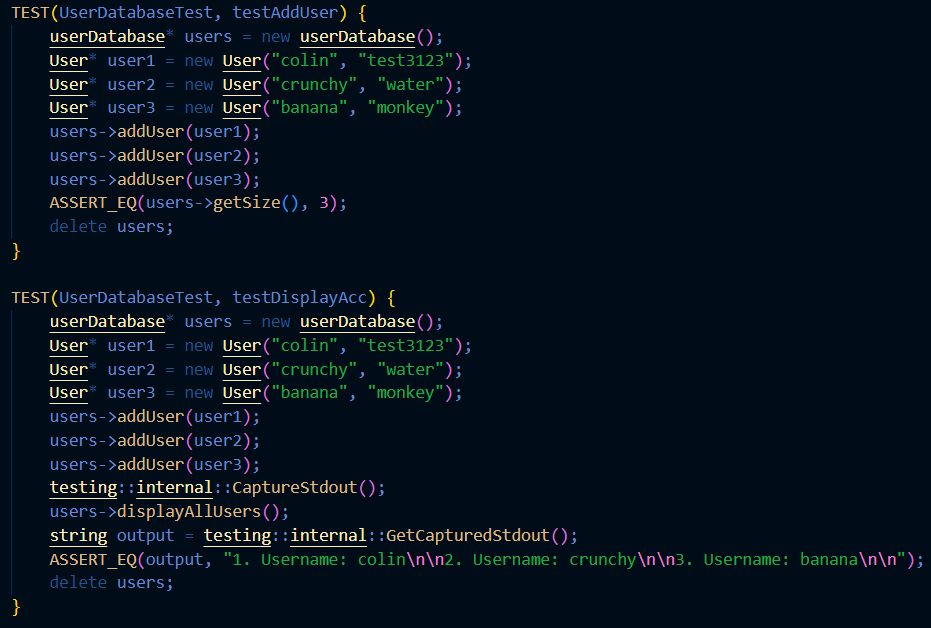 TEST(UserDatabaseTest, testAddUser) {
    userDatabase* users = new userDatabase();
    User* user1 = new User("colin", "test3123");
    User* user2 = new User("crunchy", "water");
    User* user3 = new User("banana", "monkey");
    users->addUser(user1);
    users->addUser(user2);
    users->addUser(user3);
    ASSERT_EQ(users->getSize(), 3);
    delete users;
}

TEST(UserDatabaseTest, testDisplayAcc) {
    userDatabase* users = new userDatabase();
    User* user1 = new User("colin", "test3123");
    User* user2 = new User("crunchy", "water");
    User* user3 = new User("banana", "monkey");
    users->addUser(user1);
    users->addUser(user2);
    users->addUser(user3);
    testing::internal::CaptureStdout();
    users->displayAllUsers();
    string output = testing::internal::GetCapturedStdout();
    ASSERT_EQ(output, "1. Username: colin\n\n2. Username: crunchy\n\n3. Username: banana\n\n");
    delete users;
}